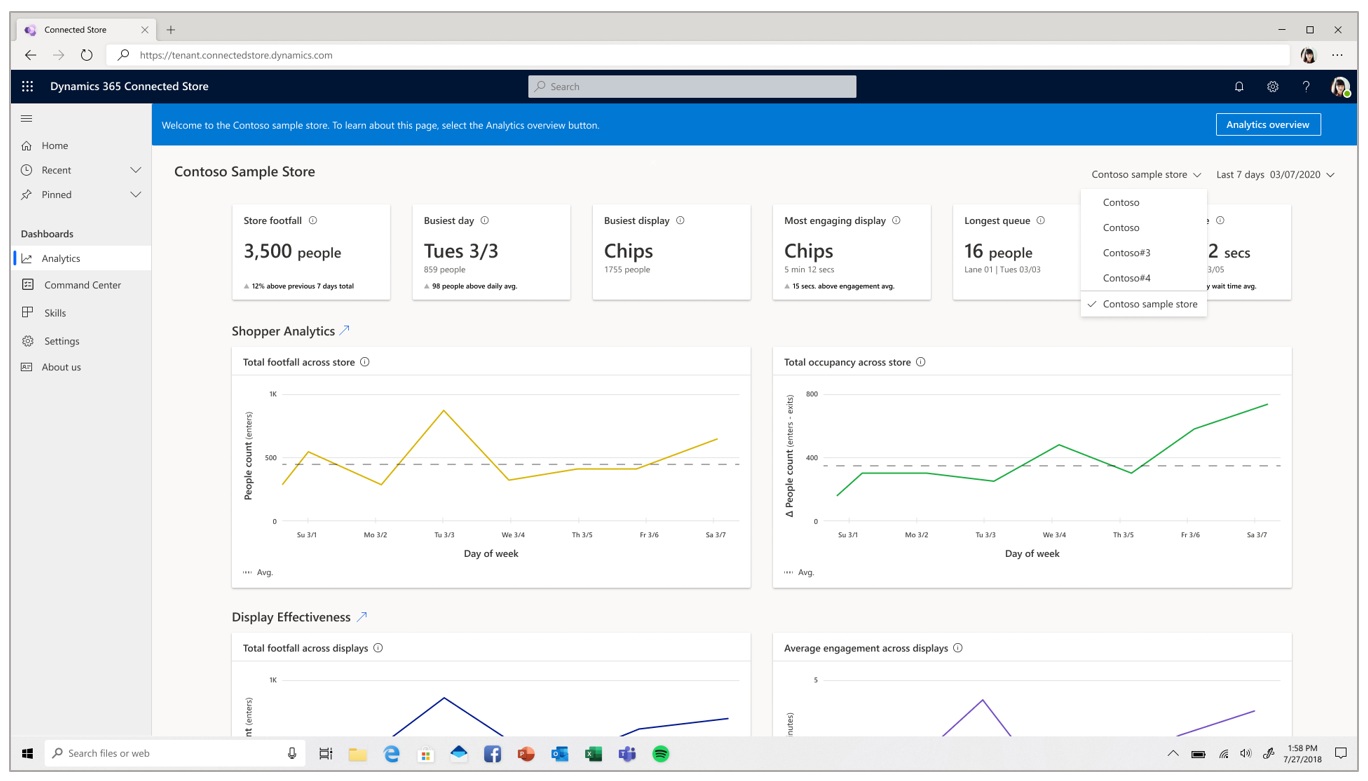 Connected Store
https://tenant.connectedstore.dynamics.com
Dynamics 365 Connected Store
Search
Welcome to the Contoso sample store. To learn about this page, select the Analytics overview button.
Analytics overview
Home
Recent
Pinned
Dashboards
Analytics
Command Center
Skills
Settings
About us
Contoso Sample Store
Contoso sample store
Last 7 days 03/07/2020
Contoso
Contoso
Contoso#3
Contoso#4
Contoso sample store
Store footfall
3,500 people
12% above previous 7 days total
Busiest day
Tues 3/3
859 people
98 people above daily avg.
Busiest display
Chips
1755 people
Most engaging display
Chips
5 min 12 secs
15 secs. above engagement avg.
Longest queue
16 people
Lane 01 | Tues 03/03
2 secs
3/05
wait time avg.
Shopper Analytics
Total footfall across store
1K
500
0
People count (enters)
Su 3/1
Mo 3/2
Tu 3/3
We 3/4
Th 3/5
Fr 3/6
Sa 3/7
Day of week
Avg.
Total occupancy across store
800
400
0
Δ People count (enters - exits)
Su 3/1
Mo 3/2
Tu 3/3
We 3/4
Th 3/5
Fr 3/6
Sa 3/7
Day of week
Avg.
Display Effectiveness
Total footfall across displays
1K
Average engagement across displays
5
Search files or web
1:58 PM
7/27/2018